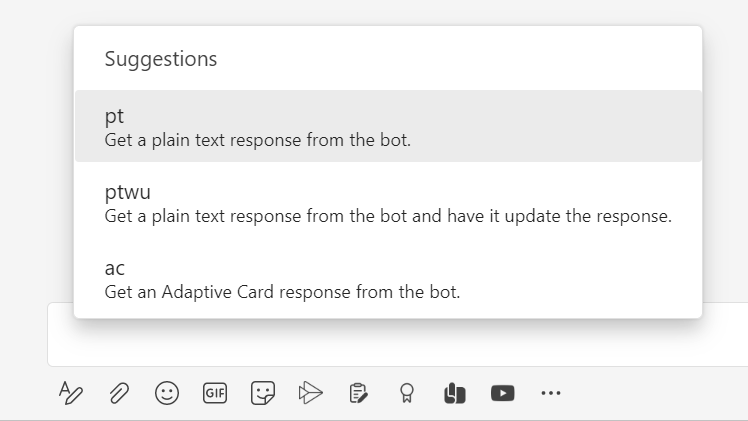 Suggestions
pt
Get a plain text response from the bot.
ptwu
Get a plain text response from the bot and have it update the response.
ac
Get an Adaptive Card response from the bot.
GIF